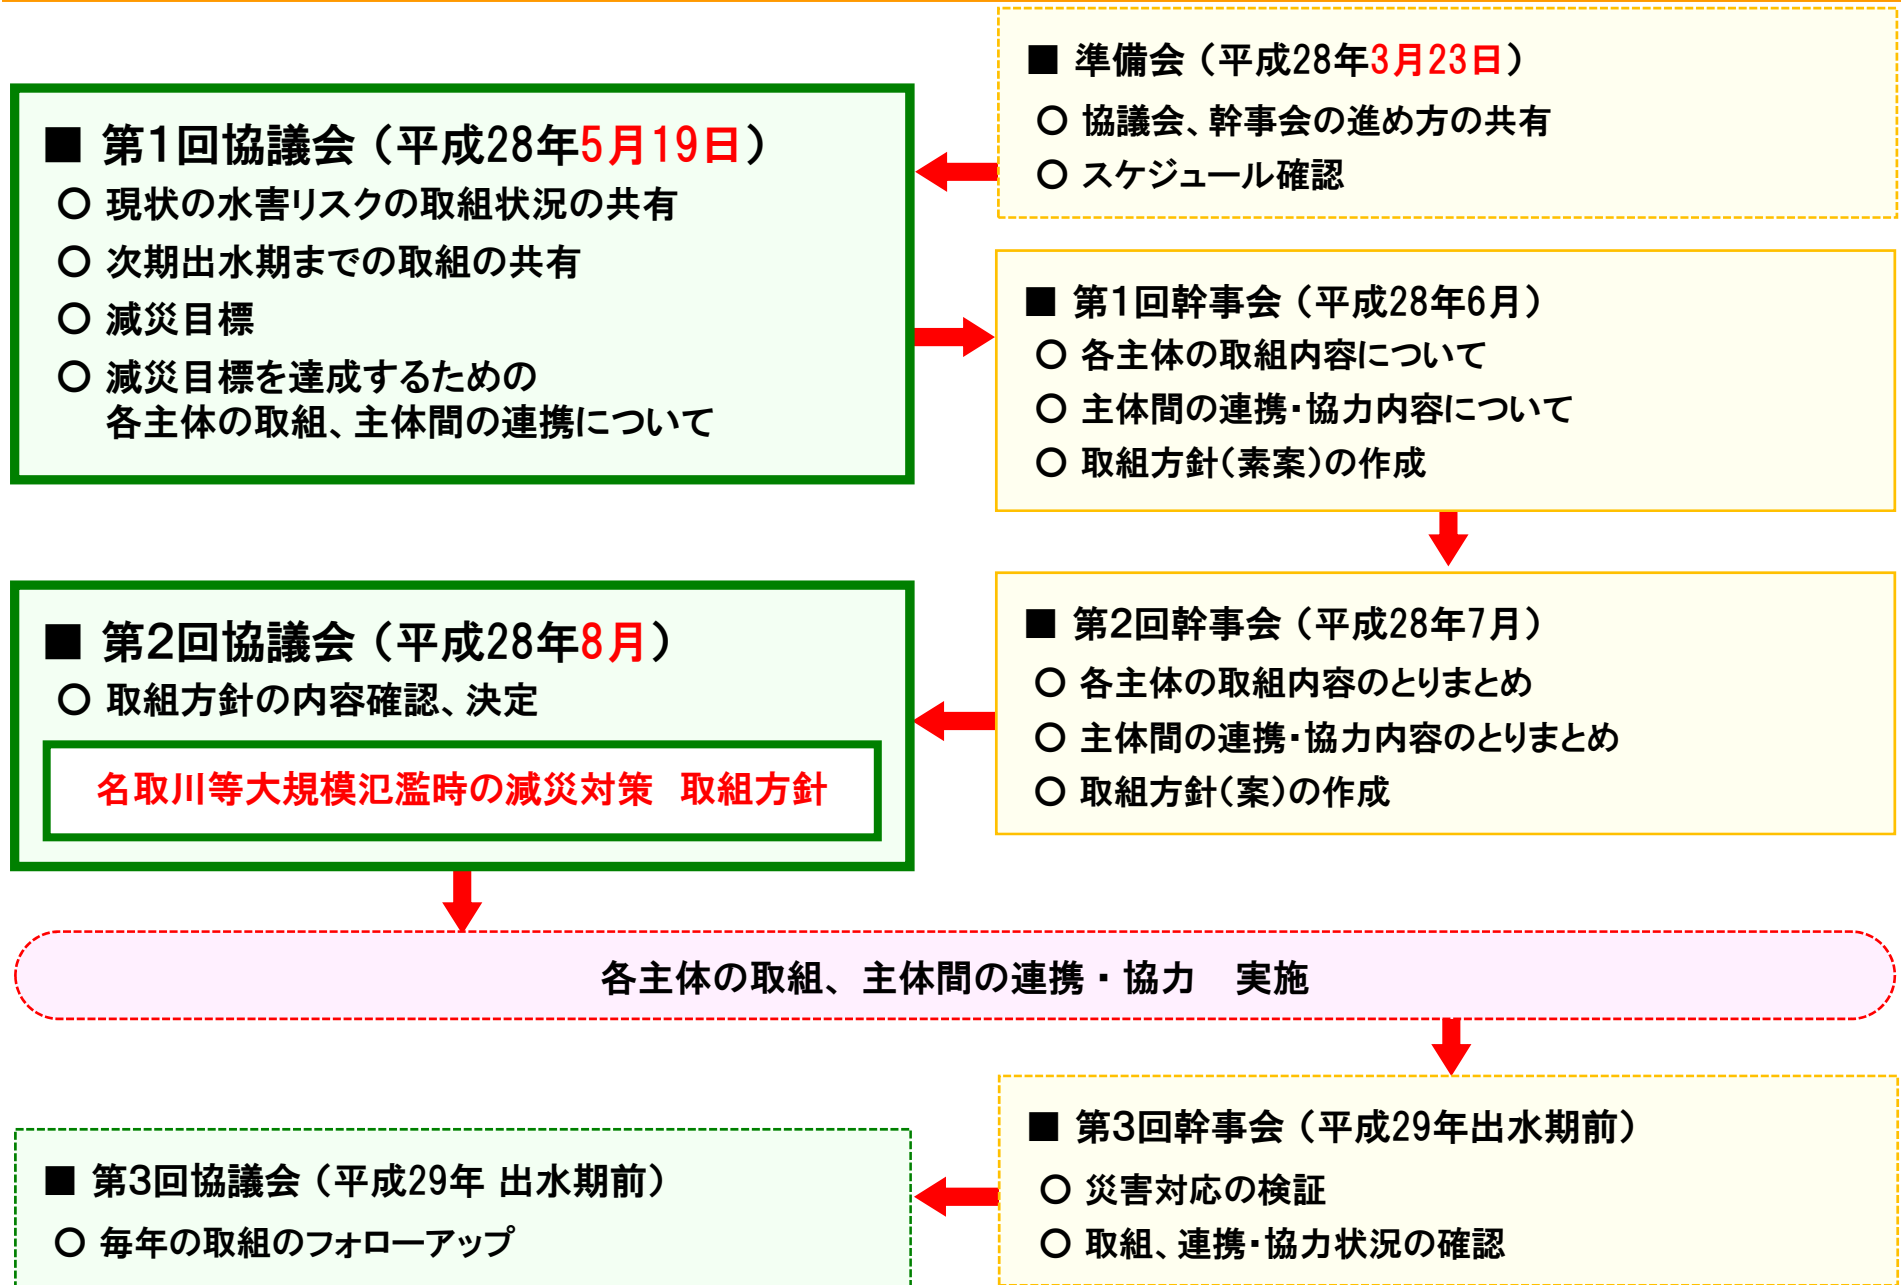 ■ 準備会（平成28年3月23日）
○ 協議会、幹事会の進め方の共有
○ スケジュール確認
■ 第1回協議会（平成28年5月19日）
○ 現状の水害リスクの取組状況の共有
○ 次期出水期までの取組の共有
○ 減災目標
○ 減災目標を達成するための
各主体の取組、主体間の連携について
■ 第1回幹事会（平成28年6月）
○ 各主体の取組内容について
○ 主体間の連携・協力内容について
○ 取組方針（素案）の作成
■ 第2回幹事会（平成28年7月）
○ 各主体の取組内容のとりまとめ
○ 主体間の連携・協力内容のとりまとめ
○ 取組方針（案）の作成
■ 第2回協議会（平成28年8月）
○ 取組方針の内容確認、決定
名取川等大規模氾濫時の減災対策　取組方針
各主体の取組、主体間の連携・協力　実施
■ 第3回幹事会（平成29年出水期前）
○ 災害対応の検証
○ 取組、連携・協力状況の確認
■ 第3回協議会（平成29年 出水期前）
○ 毎年の取組のフォローアップ